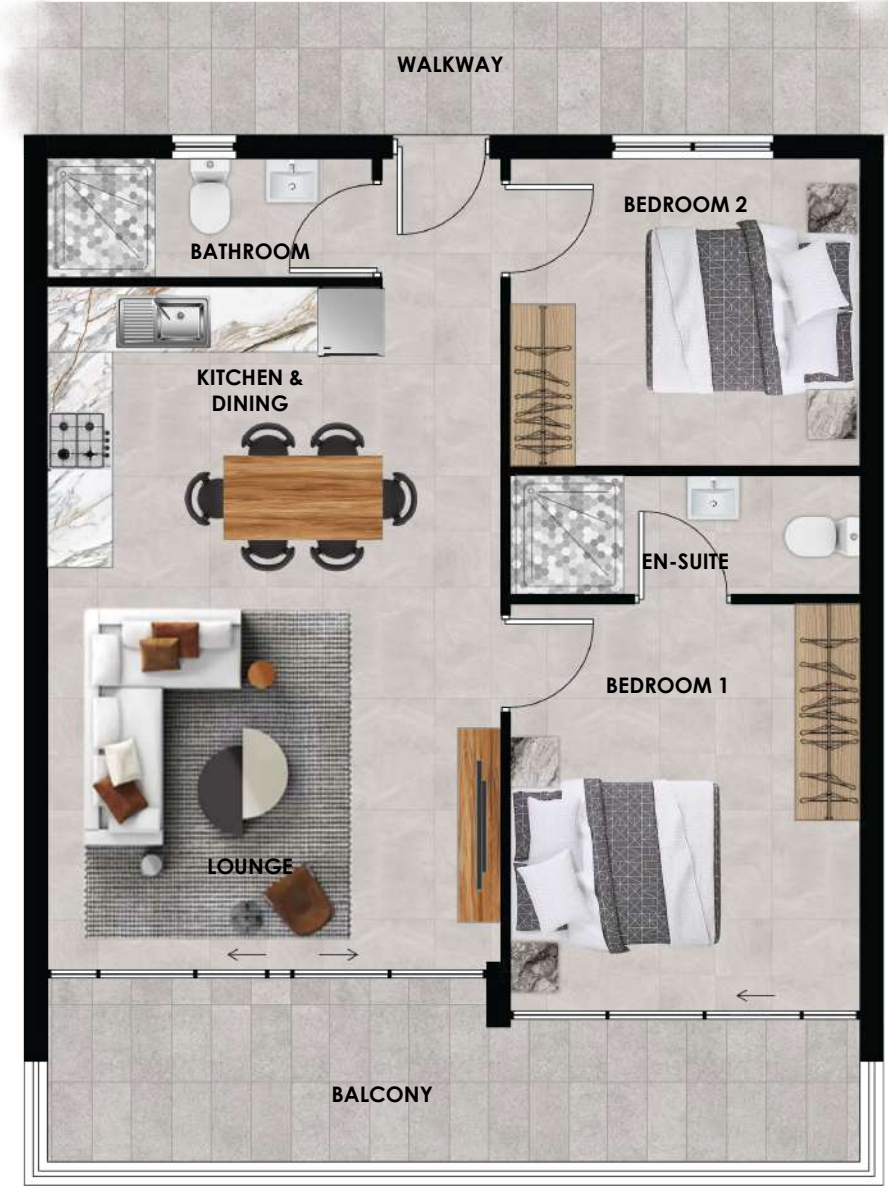 WALKWAY
BEDROOM 2
BATHROOM
KITCHEN &
DINING
EN-SUITE
BEDROOM 1
LOUNGE
BALCONY